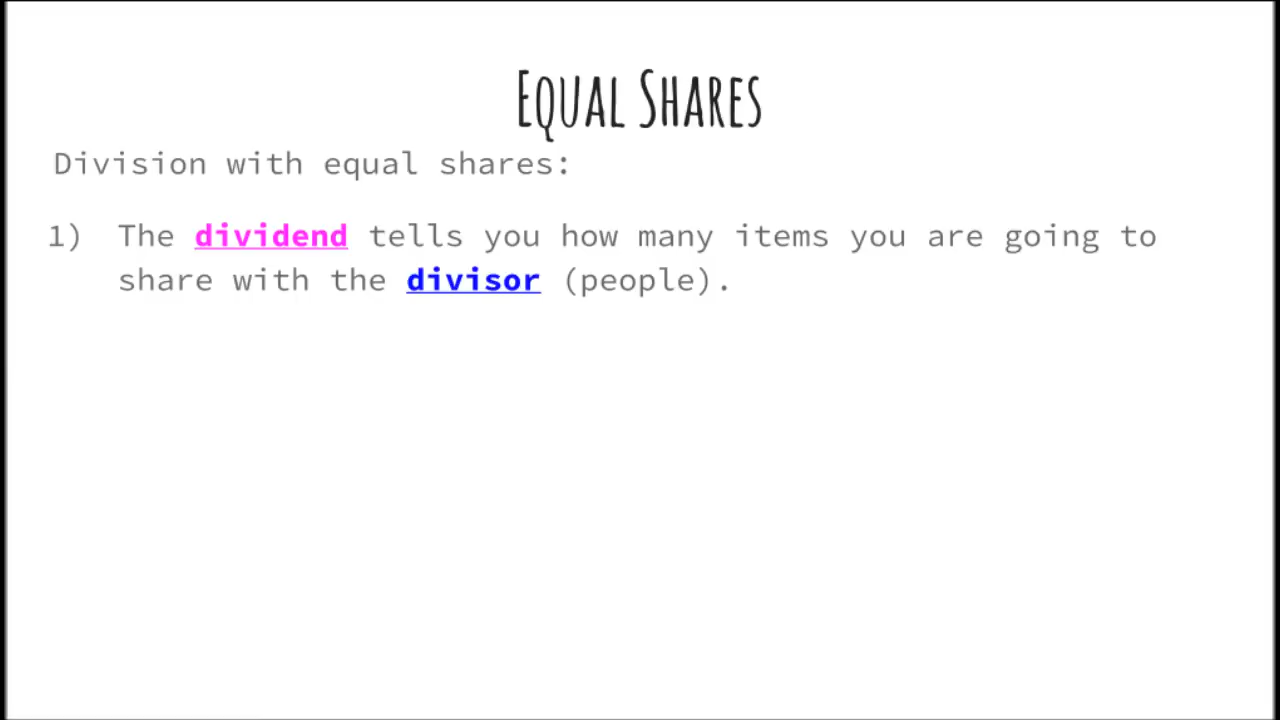 Equal Shares
Division with equal shares:
1) The dividend tells you how many items you are going to
share with the divisor (people).